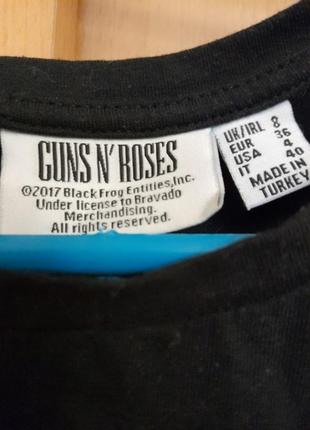 GUNS N' ROSES
©2017 Black Frog Entities, Inc.
Under license to Bravado
Merchandising.
All rights reserved.
UK/IRL 8
EUR 36
USA 4
IT 40
MADE IN
TURKEY